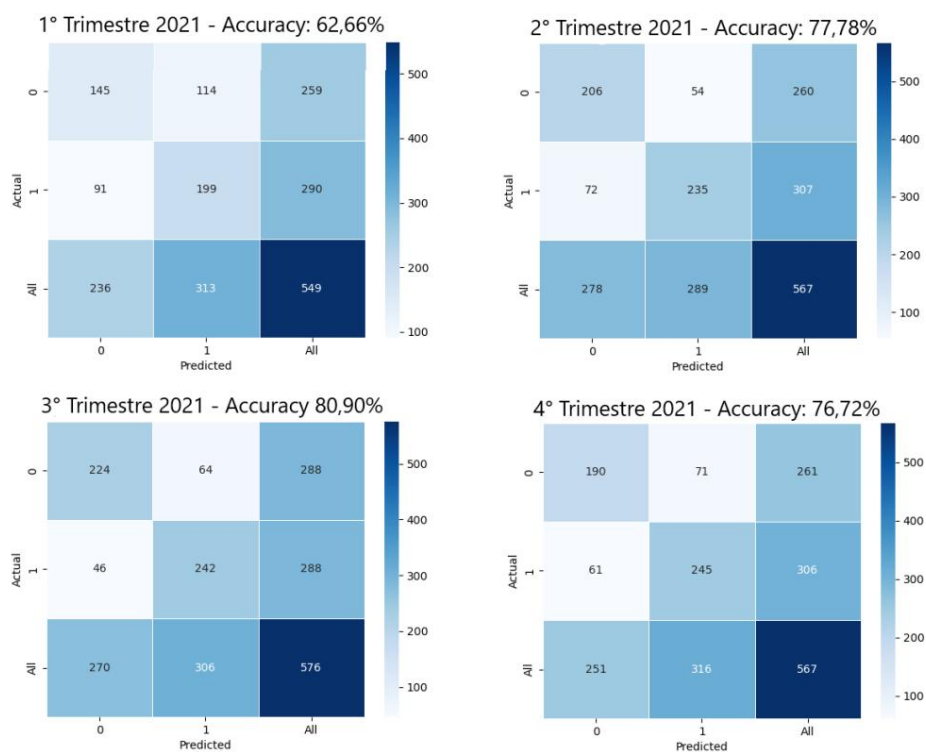 1° Trimestre 2021 - Accuracy: 62,66%
500
400
300
200
100
0
1
All
Actual
145 114 259
91 199 290
236 313 549
0 1 All
Predicted
2° Trimestre 2021 - Accuracy: 77,78%
500
400
300
200
100
0
1
All
Actual
206 54 260
72 235 307
278 289 567
0 1 All
Predicted
3° Trimestre 2021 - Accuracy 80,90%
500
400
300
200
100
0
1
All
Actual
224 64 288
46 242 288
270 306 576
0 1 All
Predicted
4° Trimestre 2021 - Accuracy: 76,72%
500
400
300
200
100
0
1
All
Actual
190 71 261
61 245 306
251 316 567
0 1 All
Predicted